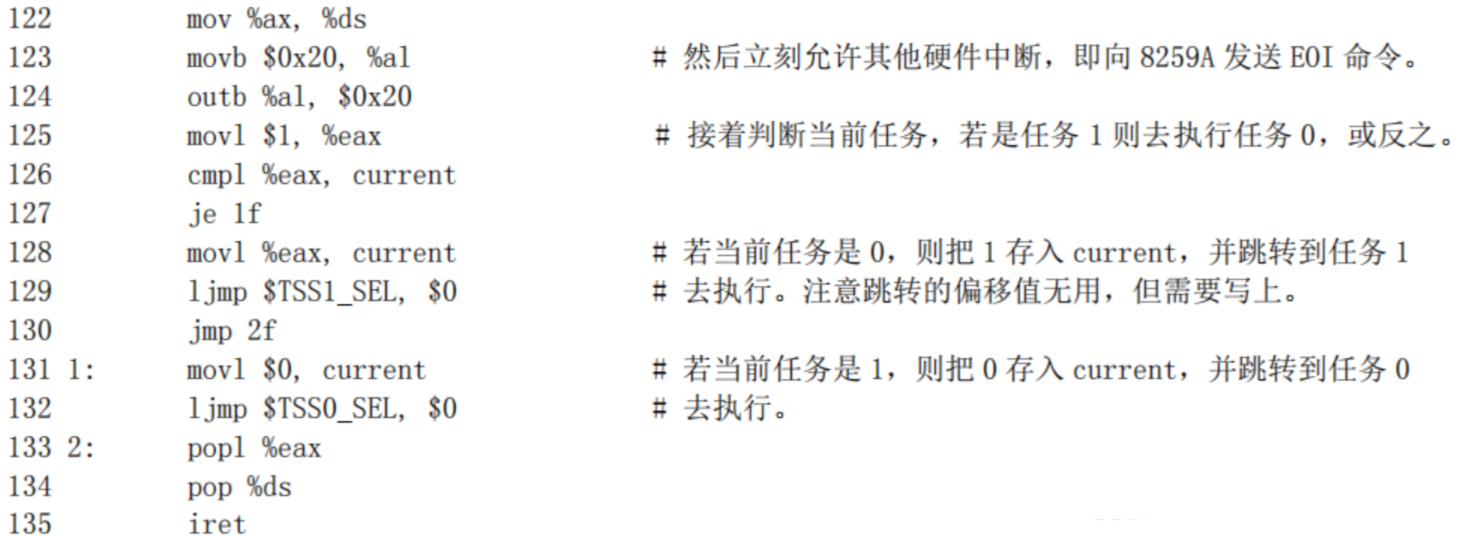 122 mov %ax, %ds
123 movb $0x20, %al # 然后立刻允许其他硬件中断，即向 8259A 发送 EOI 命令。
124 outb %al, $0x20
125 movl $1, %eax # 接着判断当前任务，若是任务 1 则去执行任务 0，或反之。
126 cmpl %eax, current
127 je 1f
128 movl %eax, current # 若当前任务是 0，则把 1 存入 current，并跳转到任务 1
129 ljmp $TSS1_SEL, $0 # 去执行。注意跳转的偏移值无用，但需要写上。
130 jmp 2f
131 1: movl $0, current # 若当前任务是 1，则把 0 存入 current，并跳转到任务 0
132 ljmp $TSS0_SEL, $0 # 去执行。
133 2: popl %eax
134 pop %ds
135 iret